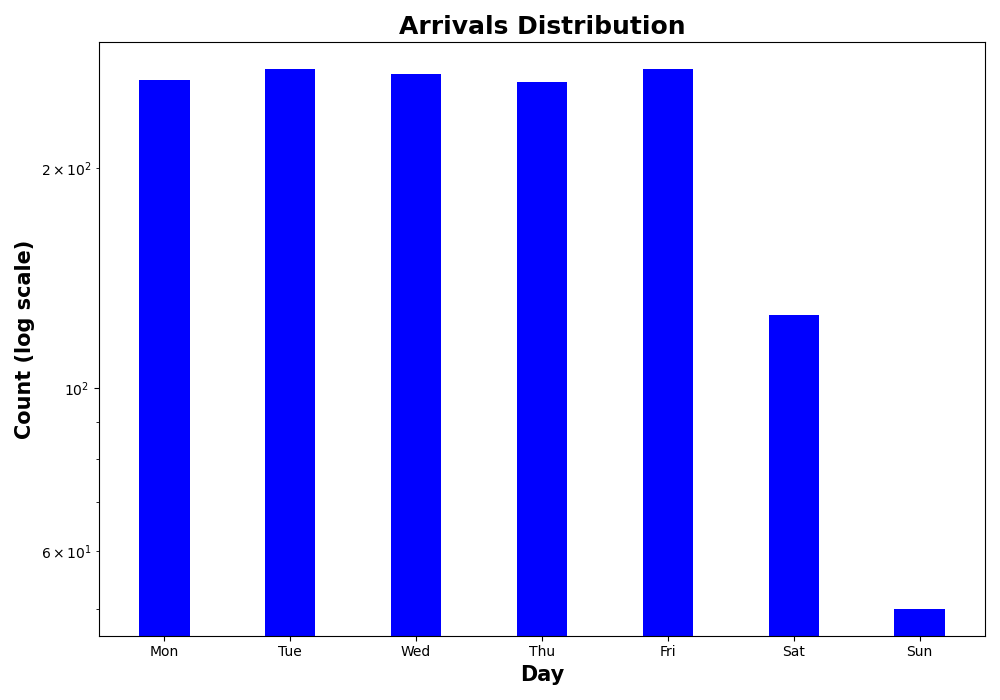 Arrivals Distribution
Count (log scale)
2 × 10²
10²
6 × 10¹
Mon Tue Wed Thu Fri Sat Sun
Day